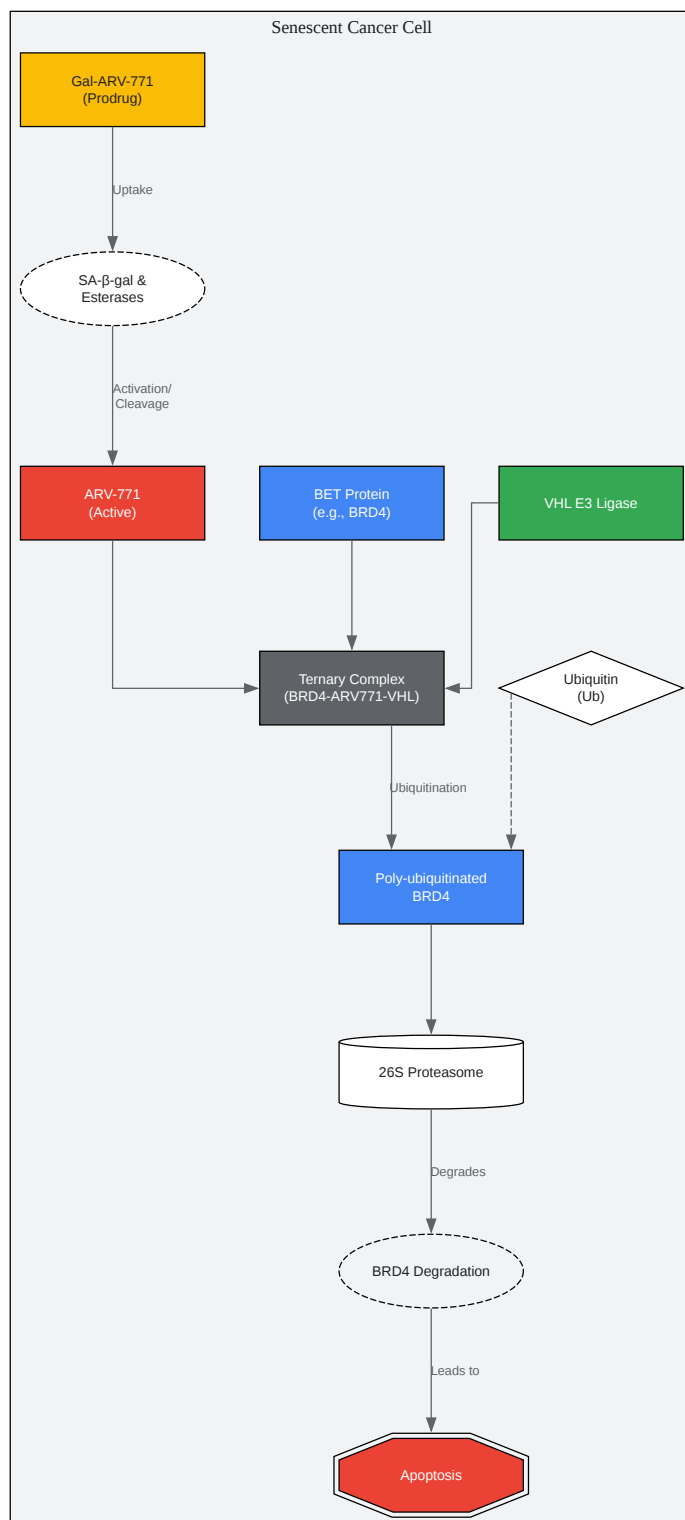 Senescent Cancer Cell
Gal-ARV-771
(Prodrug)
Uptake
SA-β-gal &
Esterases
Activation/
Cleavage
ARV-771
(Active)
BET Protein
(e.g., BRD4)
VHL E3 Ligase
Ternary Complex
(BRD4-ARV771-VHL)
Ubiquitin
(Ub)
Ubiquitination
Poly-ubiquitinated
BRD4
26S Proteasome
Degrades
BRD4 Degradation
Leads to
Apoptosis